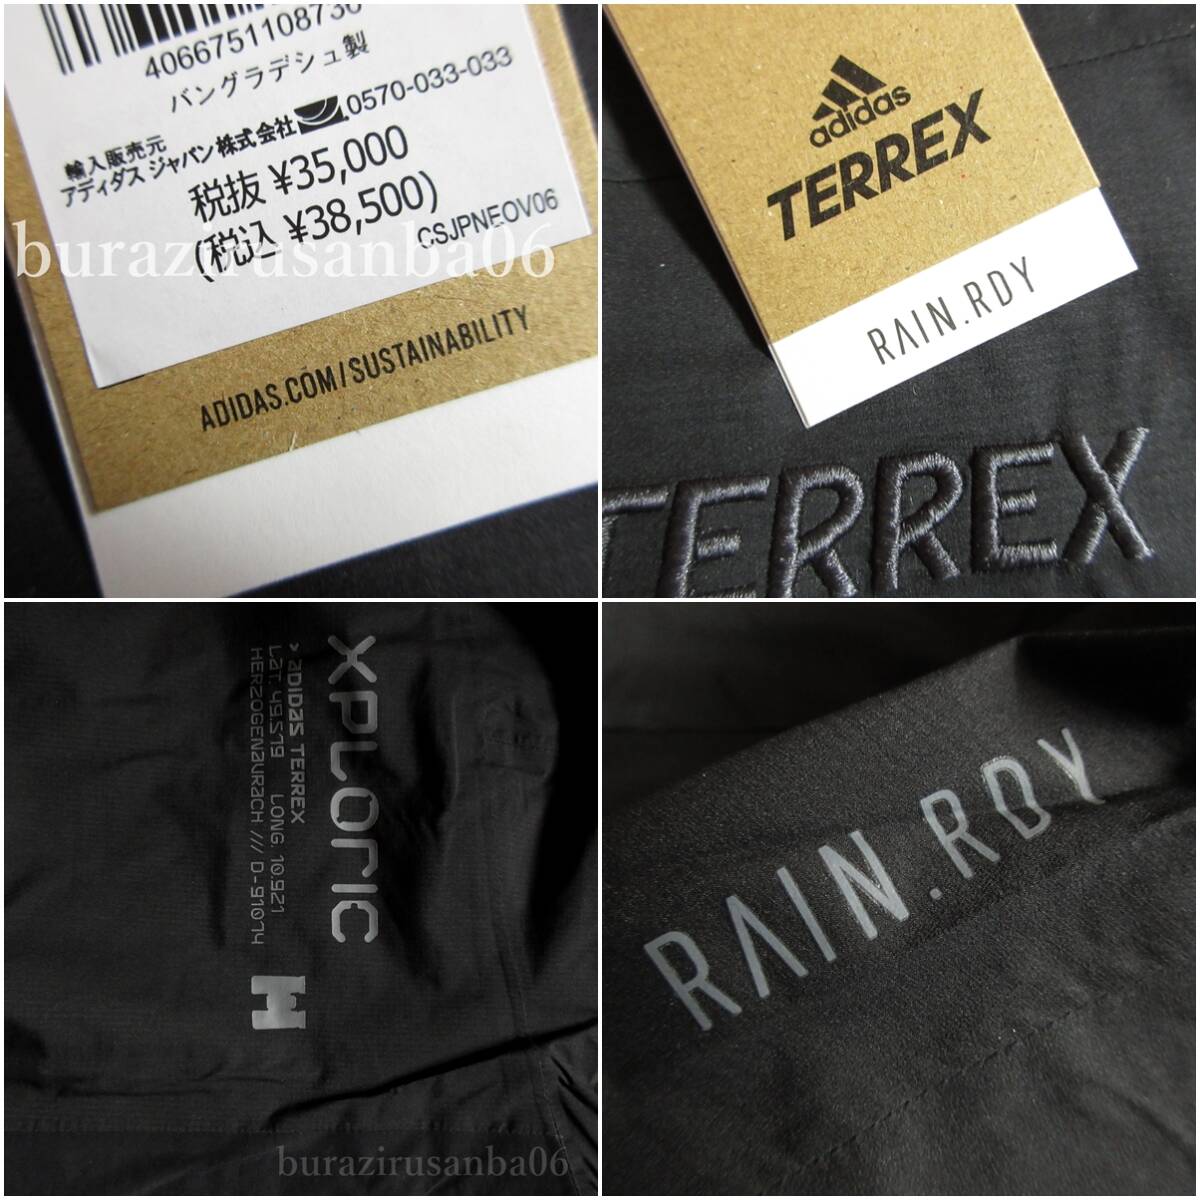 4066751108736
バングラデシュ製
輸入販売元
アディダス ジャパン株式会社 0570-033-033
税抜 ¥35,000
(税込 ¥38,500)
CSJPNEOV06
burazirusanba06
ADIDAS.COM/SUSTAINABILITY
adidas
TERREX
RAIN.RDY
TERREX
XPLORIC
> adidas TERREX
LAT. 49.579 LONG. 10.921
HERZOGENAURACH /// D-91074
RAIN.RDY
burazirusanba06